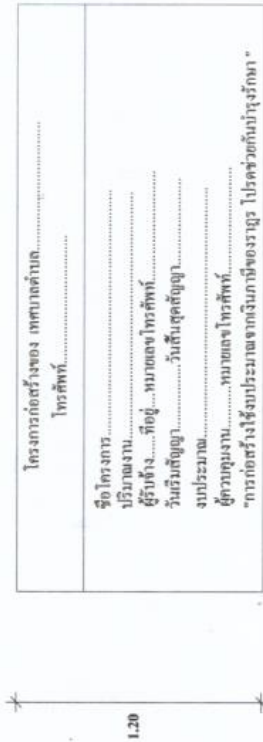 โครงการก่อสร้างของ เทศบาลตำบล..............................
โทรศัพท์..............................
ชื่อโครงการ..............................
ปริมาณงาน..............................
ผู้รับจ้าง........ที่อยู่....หมายเลขโทรศัพท์..............................
วันเริ่มสัญญา....................วันสิ้นสุดสัญญา....................
งบประมาณ..............................
ผู้ควบคุมงาน............หมายเลขโทรศัพท์....................
"การก่อสร้างใช้งบประมาณจากเงินภาษีของราษฎร โปรดช่วยกันบำรุงรักษา"
1.20